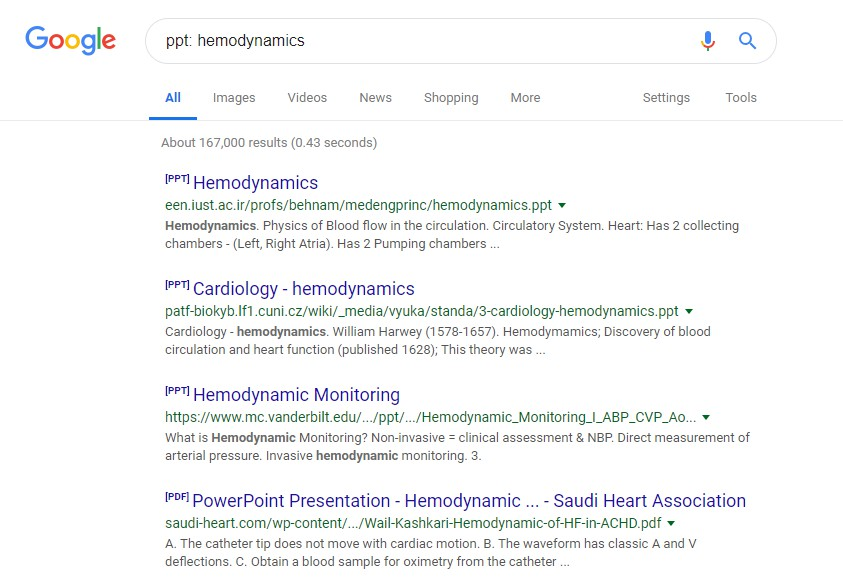 Google
ppt: hemodynamics
All Images Videos News Shopping More Settings Tools
About 167,000 results (0.43 seconds)
[PPT] Hemodynamics
een.iust.ac.ir/profs/behnam/medengprinc/hemodynamics.ppt
Hemodynamics. Physics of Blood flow in the circulation. Circulatory System. Heart: Has 2 collecting
chambers - (Left, Right Atria). Has 2 Pumping chambers ...
[PPT] Cardiology - hemodynamics
patf-biokyb.lf1.cuni.cz/wiki/_media/vyuka/standa/3-cardiology-hemodynamics.ppt
Cardiology - hemodynamics. William Harwey (1578-1657). Hemodymamics; Discovery of blood
circulation and heart function (published 1628); This theory was ...
[PPT] Hemodynamic Monitoring
https://www.mc.vanderbilt.edu/.../ppt/.../Hemodynamic_Monitoring_I_ABP_CVP_Ao...
What is Hemodynamic Monitoring? Non-invasive = clinical assessment & NBP. Direct measurement of
arterial pressure. Invasive hemodynamic monitoring. 3.
[PDF] PowerPoint Presentation - Hemodynamic ... - Saudi Heart Association
saudi-heart.com/wp-content/.../Wail-Kashkari-Hemodynamic-of-HF-in-ACHD.pdf
A. The catheter tip does not move with cardiac motion. B. The waveform has classic A and V
deflections. C. Obtain a blood sample for oximetry from the catheter ...